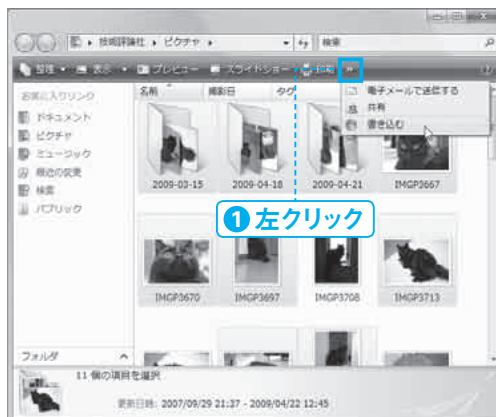 技術評論社 ▸ ピクチャ ▸ 検索
整理 表示 プレビュー スライドショー 印刷 »
お気に入りリンク
ドキュメント
ピクチャ
ミュージック
最近の変更
検索
パブリック
フォルダ
名前 撮影日 タグ
電子メールで送信する
共有
書き込む
2009-03-15 2009-04-18 2009-04-21 IMGP3667
❶左クリック
IMGP3670 IMGP3697 IMGP3708 IMGP3713
11 個の項目を選択
更新日時: 2007/09/29 21:37 - 2009/04/22 12:45